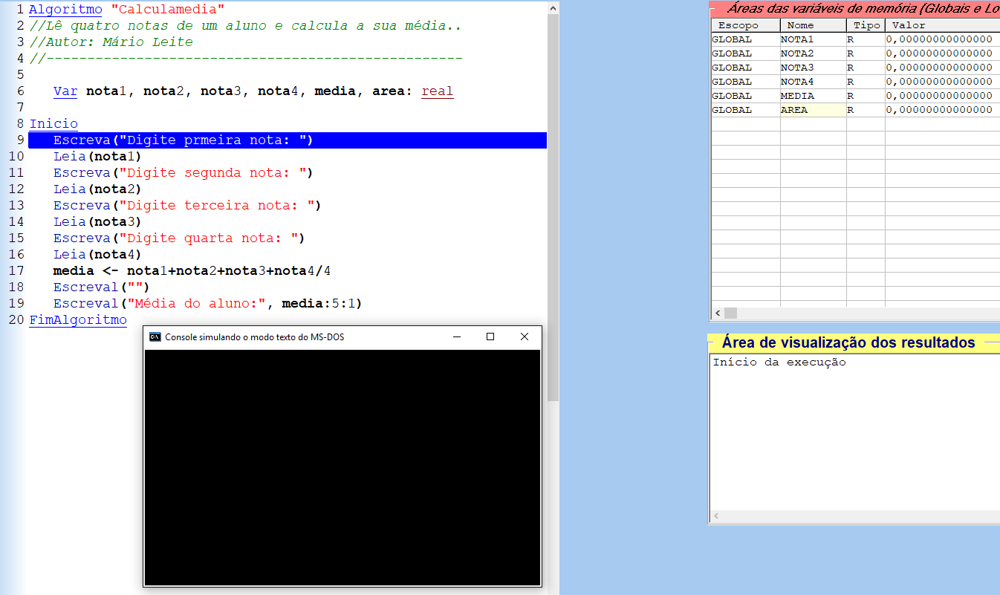 1 Algoritmo "Calculamedia"
2 //Lê quatro notas de um aluno e calcula a sua média..
3 //Autor: Mário Leite
4 //---------------------------------------------------
5
6 Var nota1, nota2, nota3, nota4, media, area: real
7
8 Inicio
9 Escreva("Digite prmeira nota: ")
10 Leia(nota1)
11 Escreva("Digite segunda nota: ")
12 Leia(nota2)
13 Escreva("Digite terceira nota: ")
14 Leia(nota3)
15 Escreva("Digite quarta nota: ")
16 Leia(nota4)
17 media <- nota1+nota2+nota3+nota4/4
18 Escreval("")
19 Escreval("Média do aluno:", media:5:1)
20 FimAlgoritmo
C:\ Console simulando o modo texto do MS-DOS
Áreas das variáveis de memória (Globais e Lo
Escopo Nome Tipo Valor
GLOBAL NOTA1 R 0,00000000000000
GLOBAL NOTA2 R 0,00000000000000
GLOBAL NOTA3 R 0,00000000000000
GLOBAL NOTA4 R 0,00000000000000
GLOBAL MEDIA R 0,00000000000000
GLOBAL AREA R 0,00000000000000
Área de visualização dos resultados
Início da execução